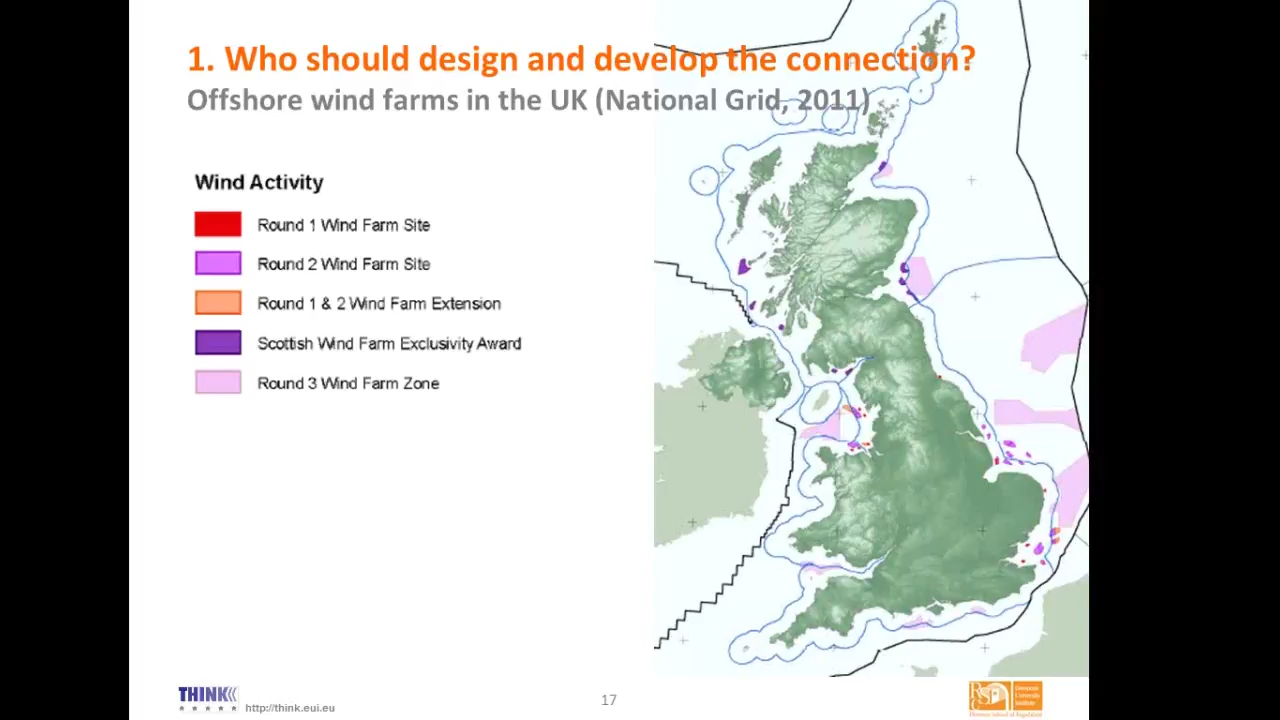 1. Who should design and develop the connection?
Offshore wind farms in the UK (National Grid, 2011)
Wind Activity
Round 1 Wind Farm Site
Round 2 Wind Farm Site
Round 1 & 2 Wind Farm Extension
Scottish Wind Farm Exclusivity Award
Round 3 Wind Farm Zone
THINK
http://think.eui.eu
17